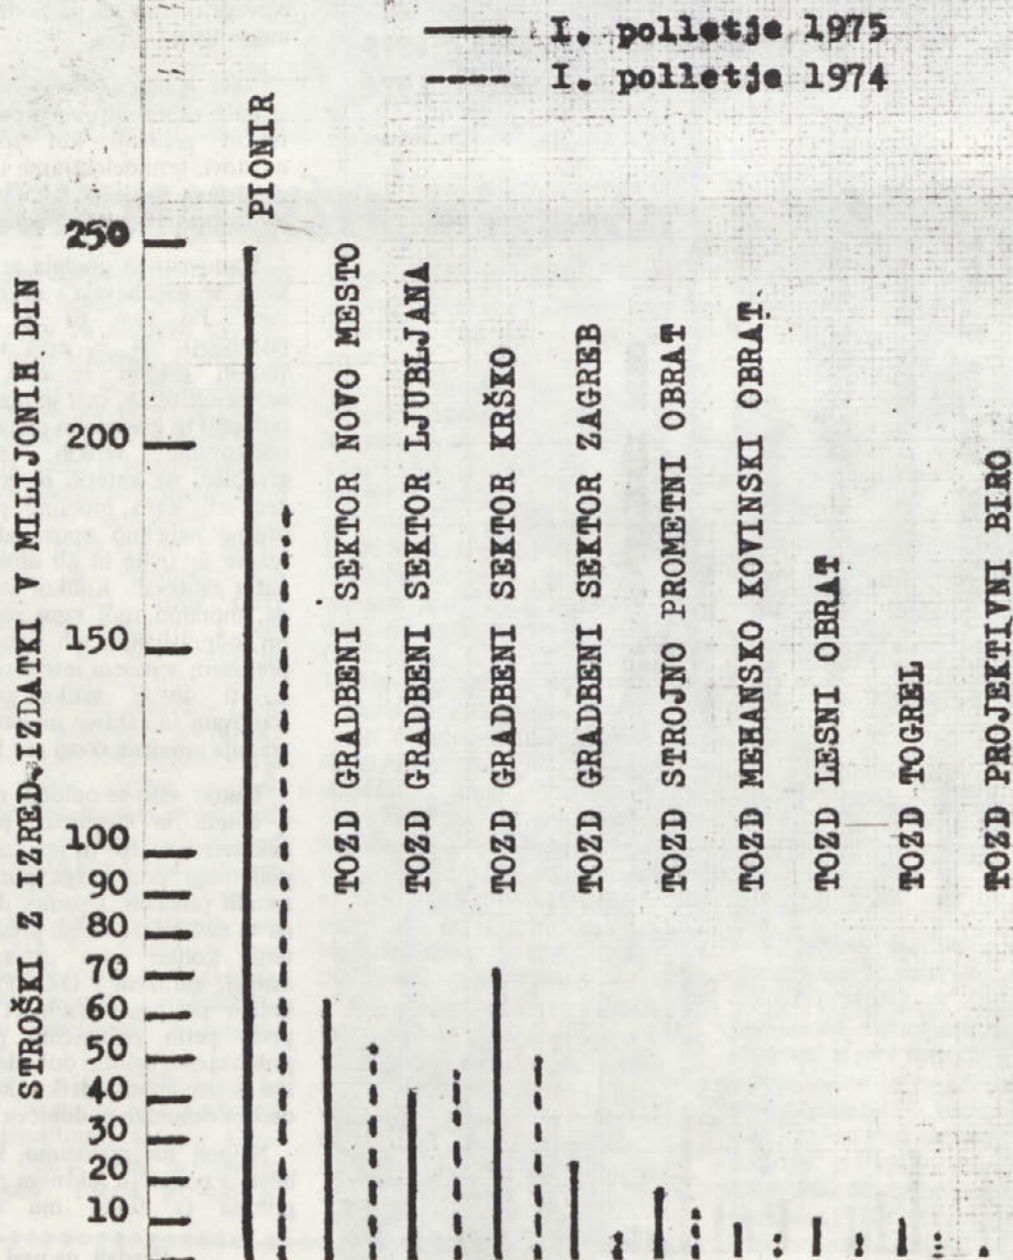 I. polletje 1975
I. polletje 1974
STROŠKI Z IZRED.IZDATKI V MILIJONIH DIN
250
200
150
100
90
80
70
60
50
40
30
20
10
PIONIR
TOZD GRADBENI SEKTOR NOVO MESTO
TOZD GRADBENI SEKTOR LJUBLJANA
TOZD GRADBENI SEKTOR KRŠKO
TOZD GRADBENI SEKTOR ZAGREB
TOZD STROJNO PROMETNI OBRAT
TOZD MEHANSKO KOVINSKI OBRAT
TOZD LESNI OBRAT
TOZD TOGREL
TOZD PROJEKTIVNI BIRO